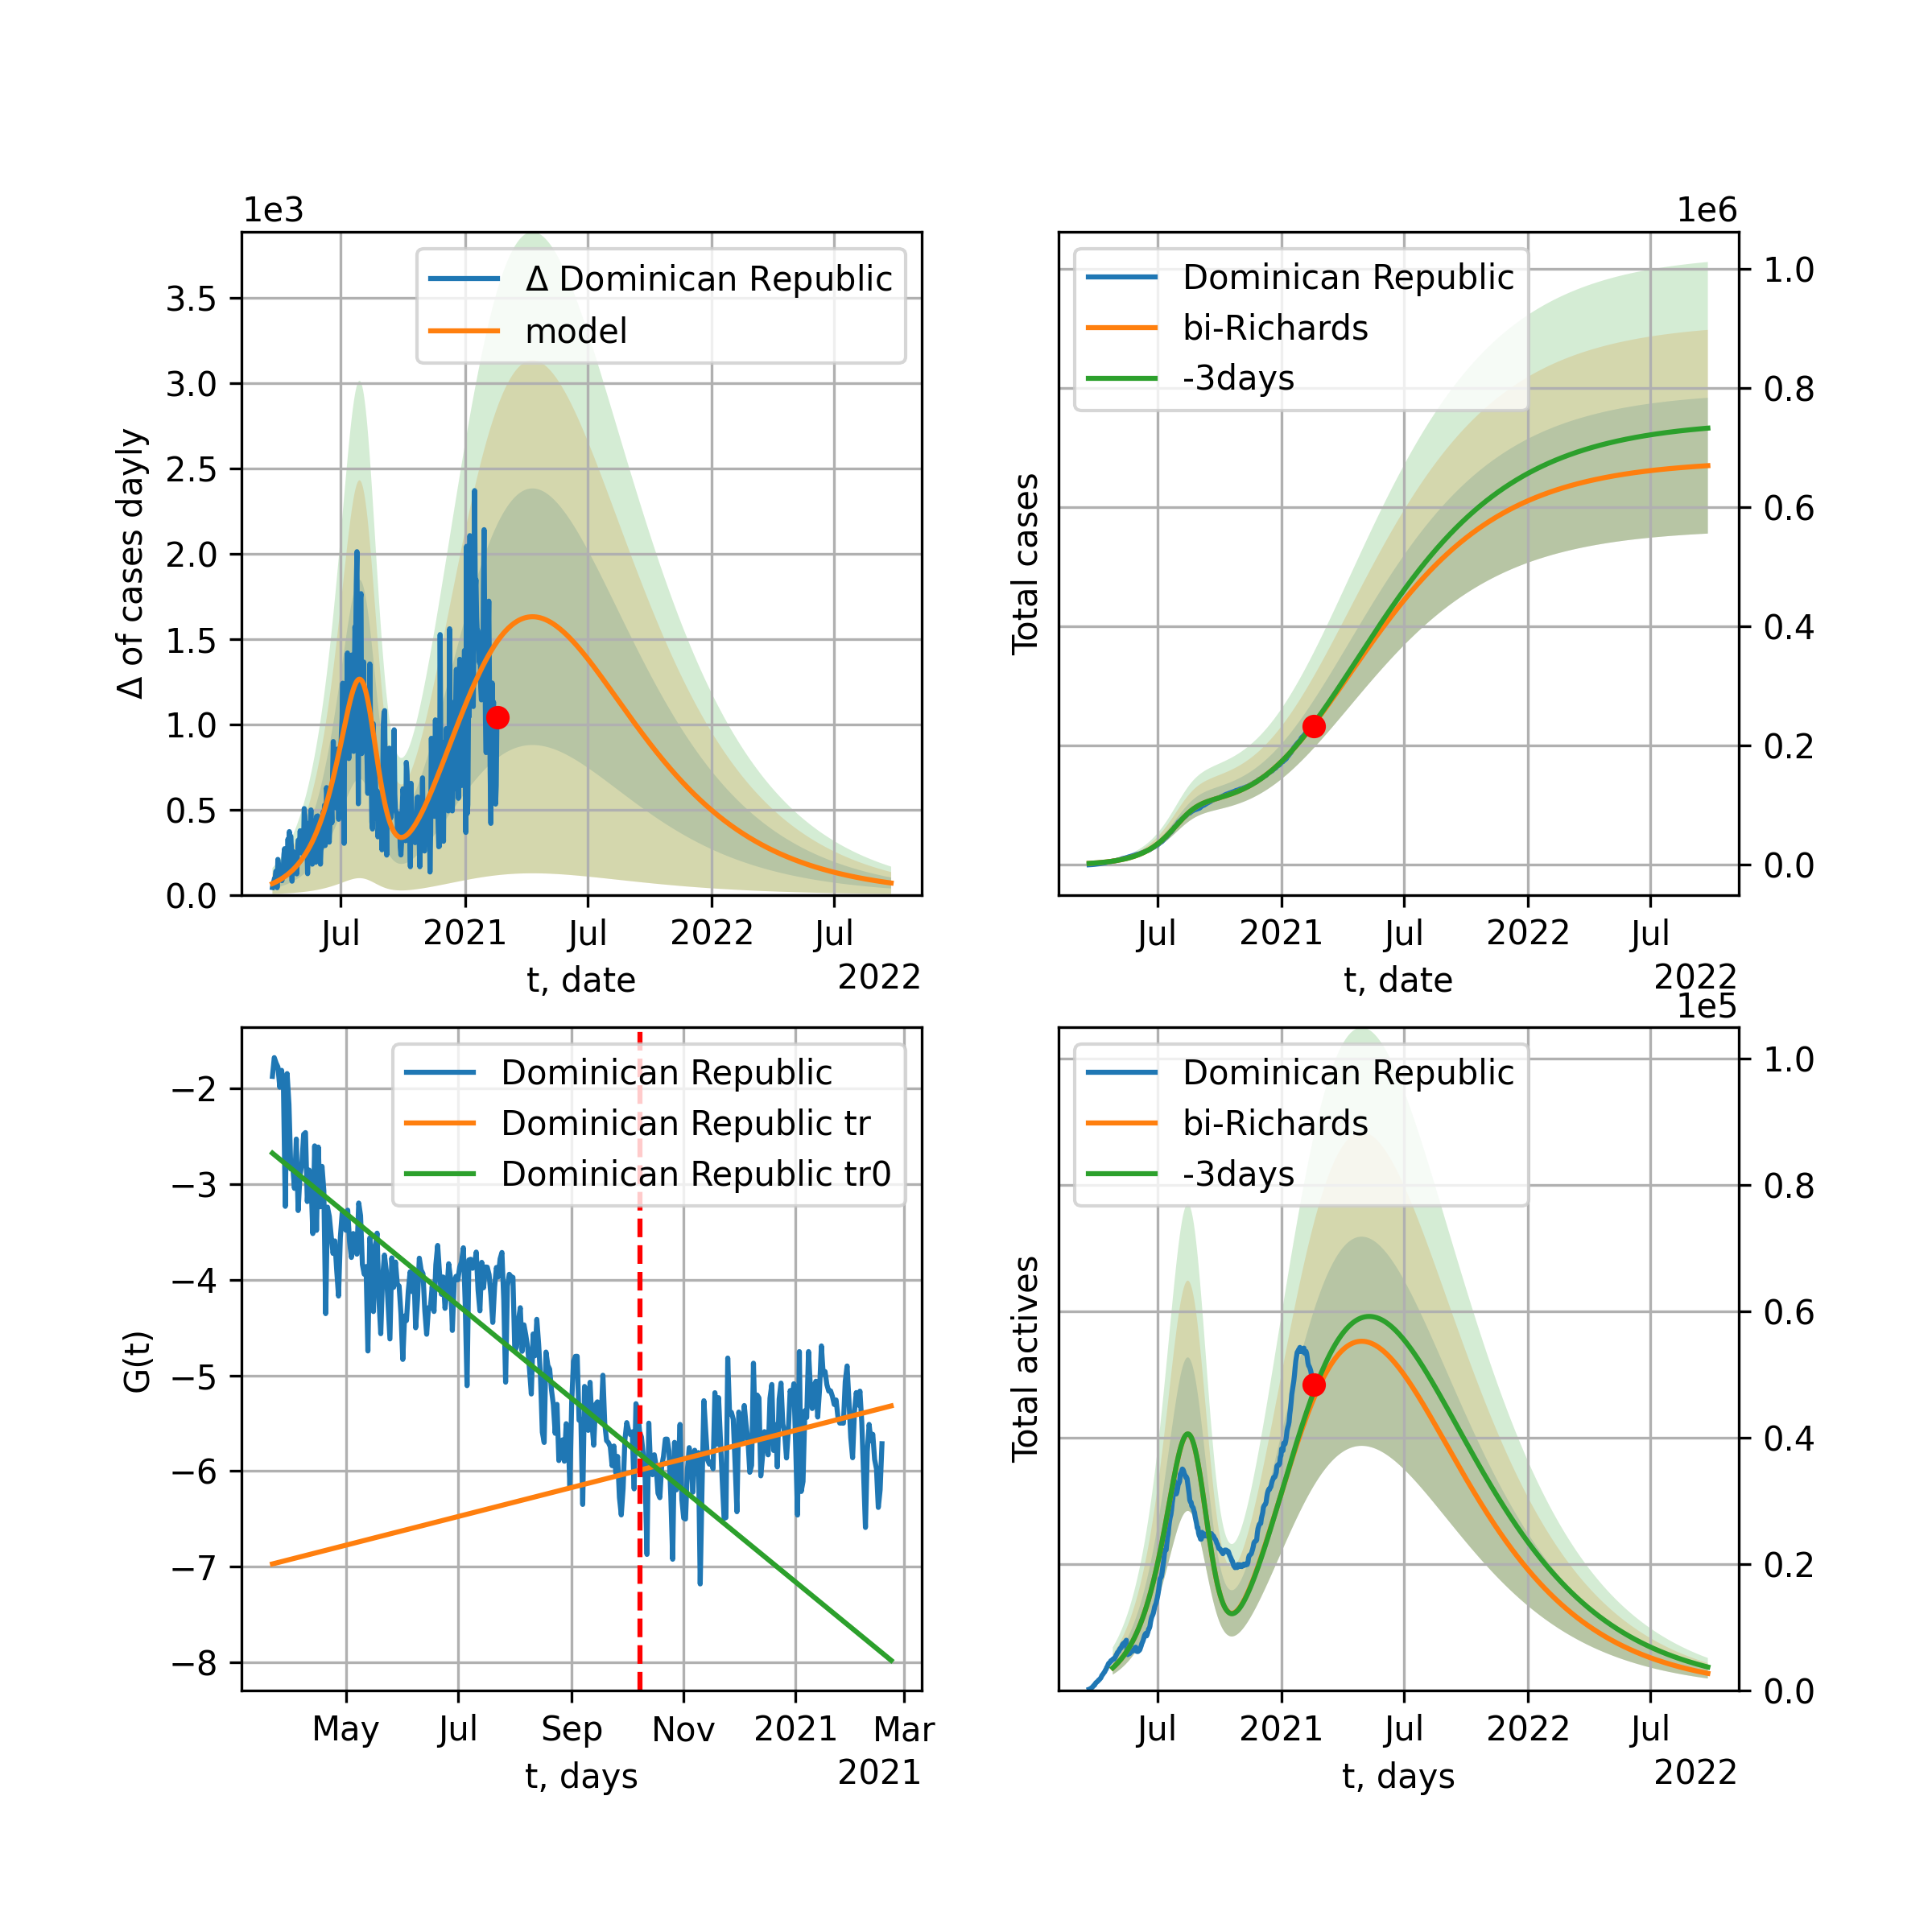 1e3
Δ Dominican Republic
model
3.5
3.0
2.5
2.0
1.5
1.0
0.5
0.0
Δ of cases dayly
Jul 2021 Jul 2022 Jul
t, date
2022
1e6
Dominican Republic
bi-Richards
-3days
1.0
0.8
0.6
0.4
0.2
0.0
Total cases
Jul 2021 Jul 2022 Jul
t, date
2022
Dominican Republic
Dominican Republic tr
Dominican Republic tr0
−2
−3
−4
−5
−6
−7
−8
G(t)
May Jul Sep Nov 2021 Mar
t, days
2021
1e5
Dominican Republic
bi-Richards
-3days
1.0
0.8
0.6
0.4
0.2
0.0
Total actives
Jul 2021 Jul 2022 Jul
t, days
2022